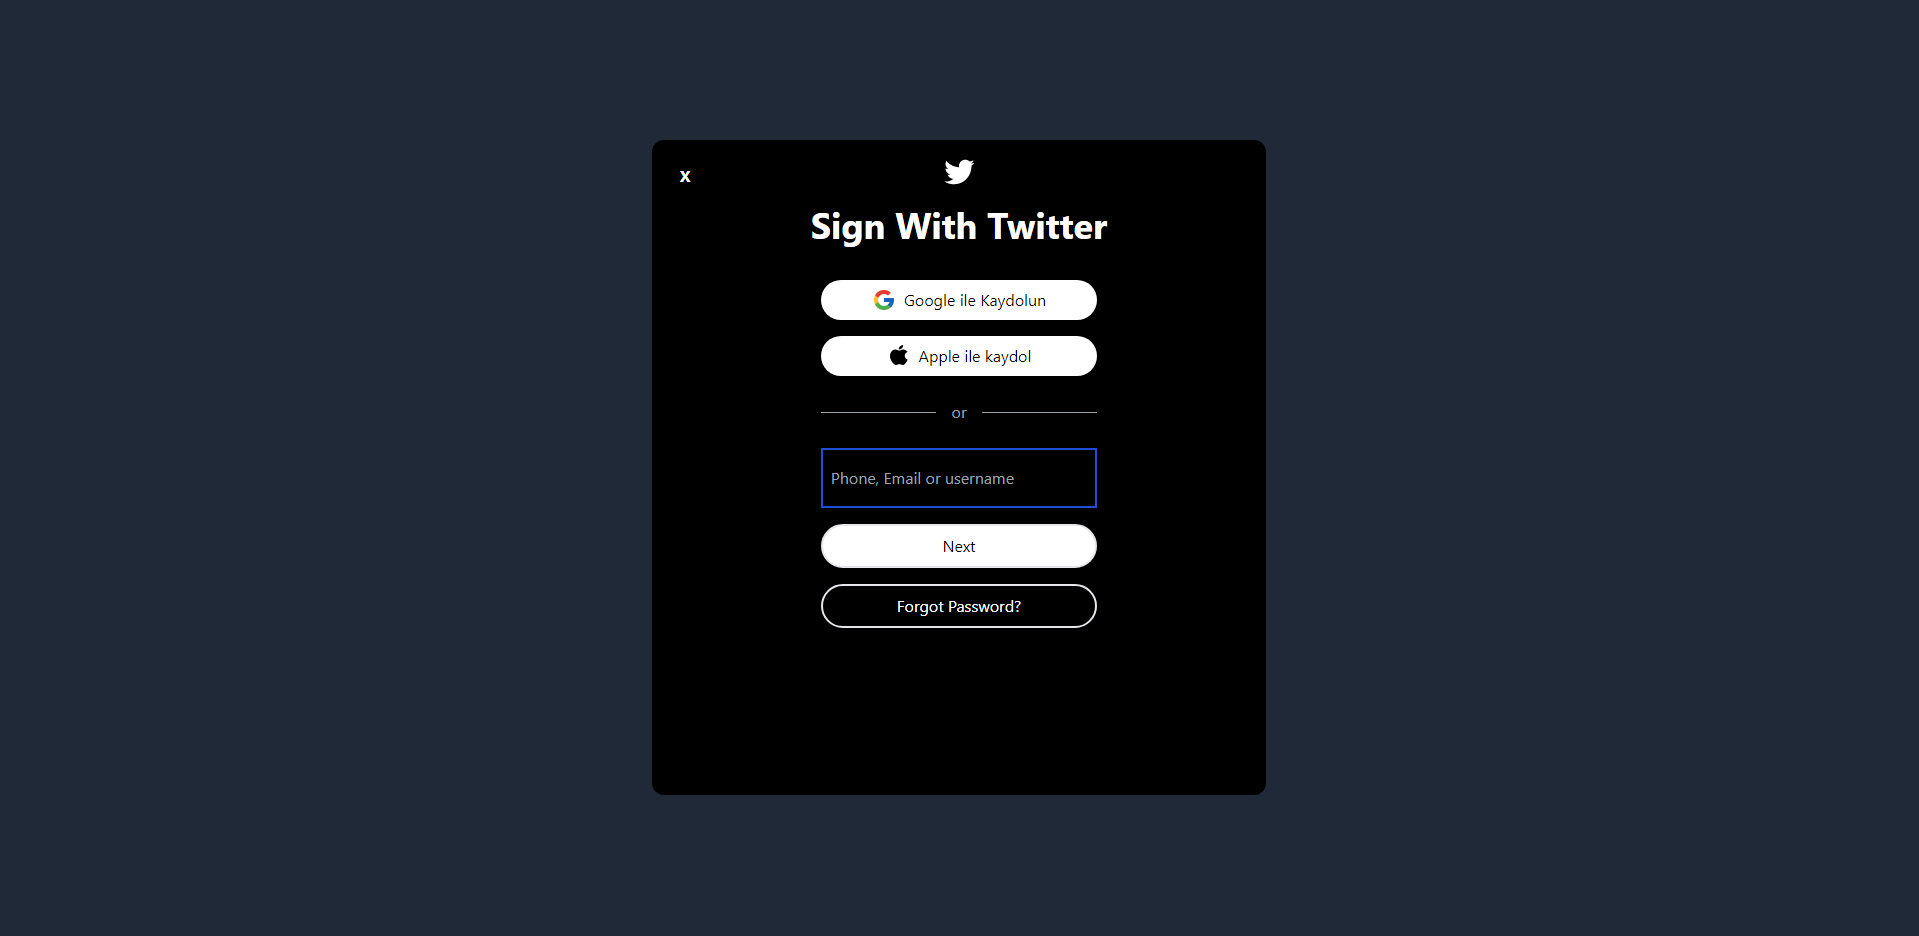 x
Sign With Twitter
Google ile Kaydolun
Apple ile kaydol
or
Phone, Email or username
Next
Forgot Password?